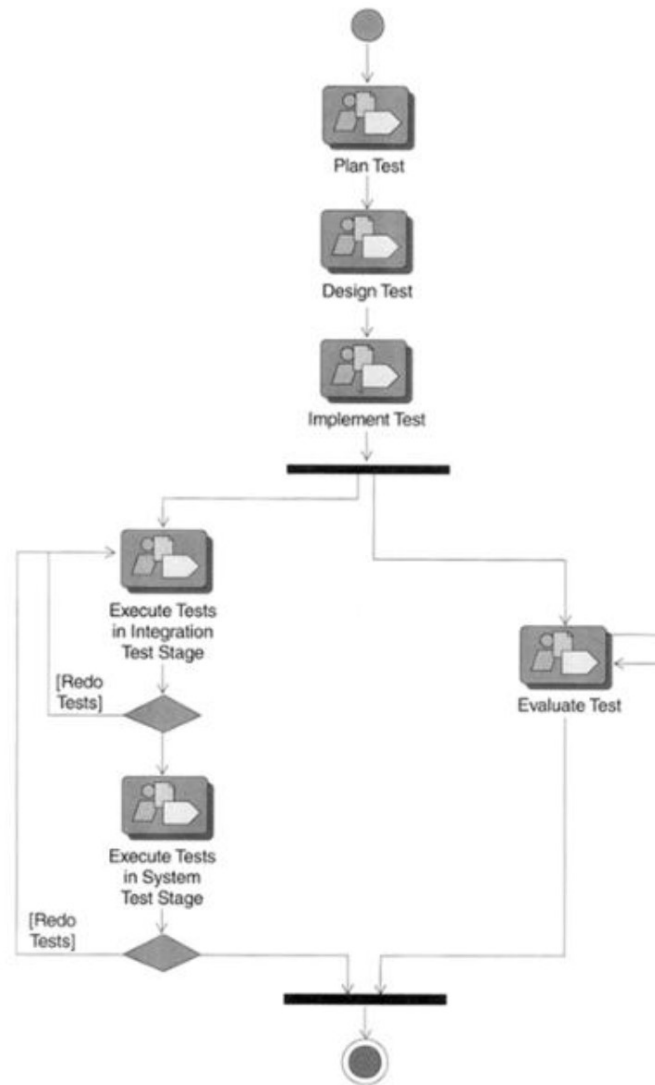 Plan Test
Design Test
Implement Test
Execute Tests
in Integration
Test Stage
[Redo
Tests]
Evaluate Test
Execute Tests
in System
Test Stage
[Redo
Tests]